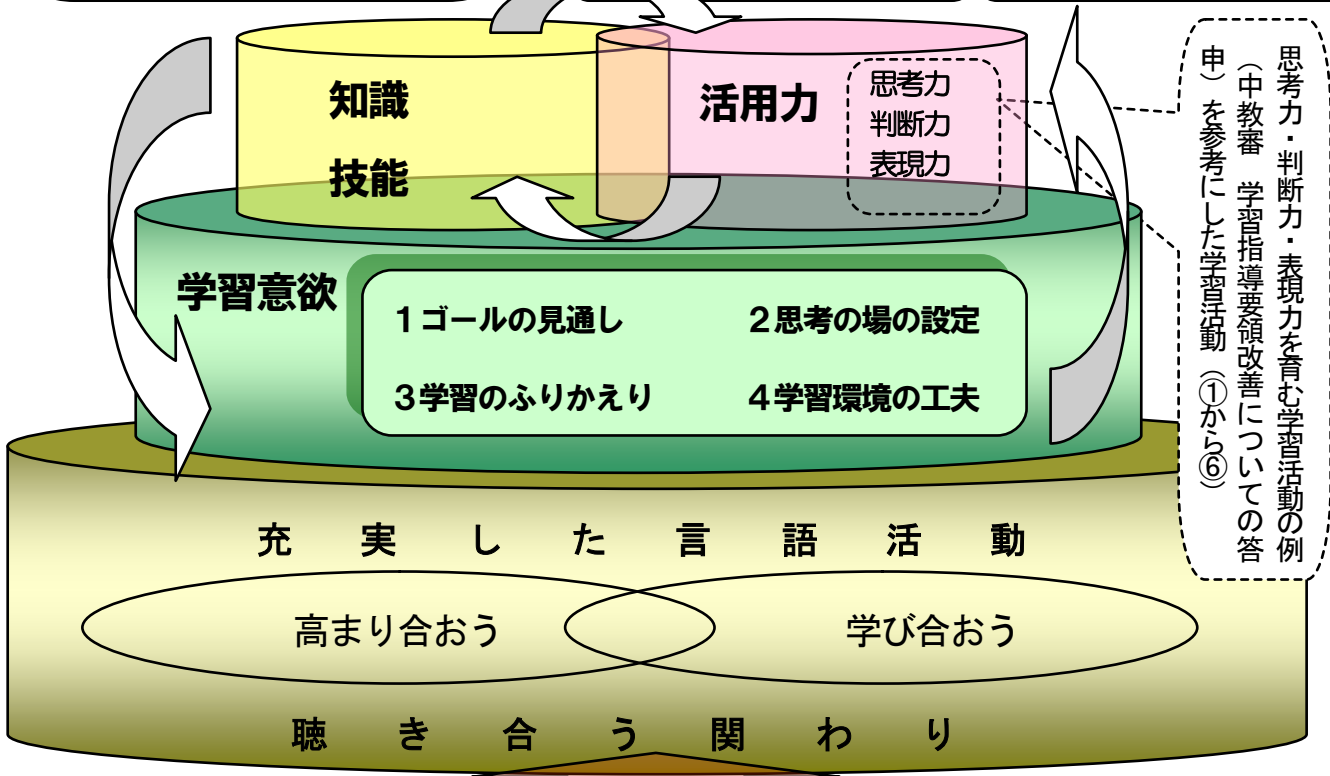 知識
技能
活用力
思考力
判断力
表現力
思考力・判断力・表現力を育む学習活動の例
（中教審　学習指導要領改善についての答
申）を参考にした学習活動（①から⑥）
学習意欲
１ゴールの見通し
２思考の場の設定
３学習のふりかえり
４学習環境の工夫
充実した言語活動
高まり合おう
学び合おう
聴き合う関わり